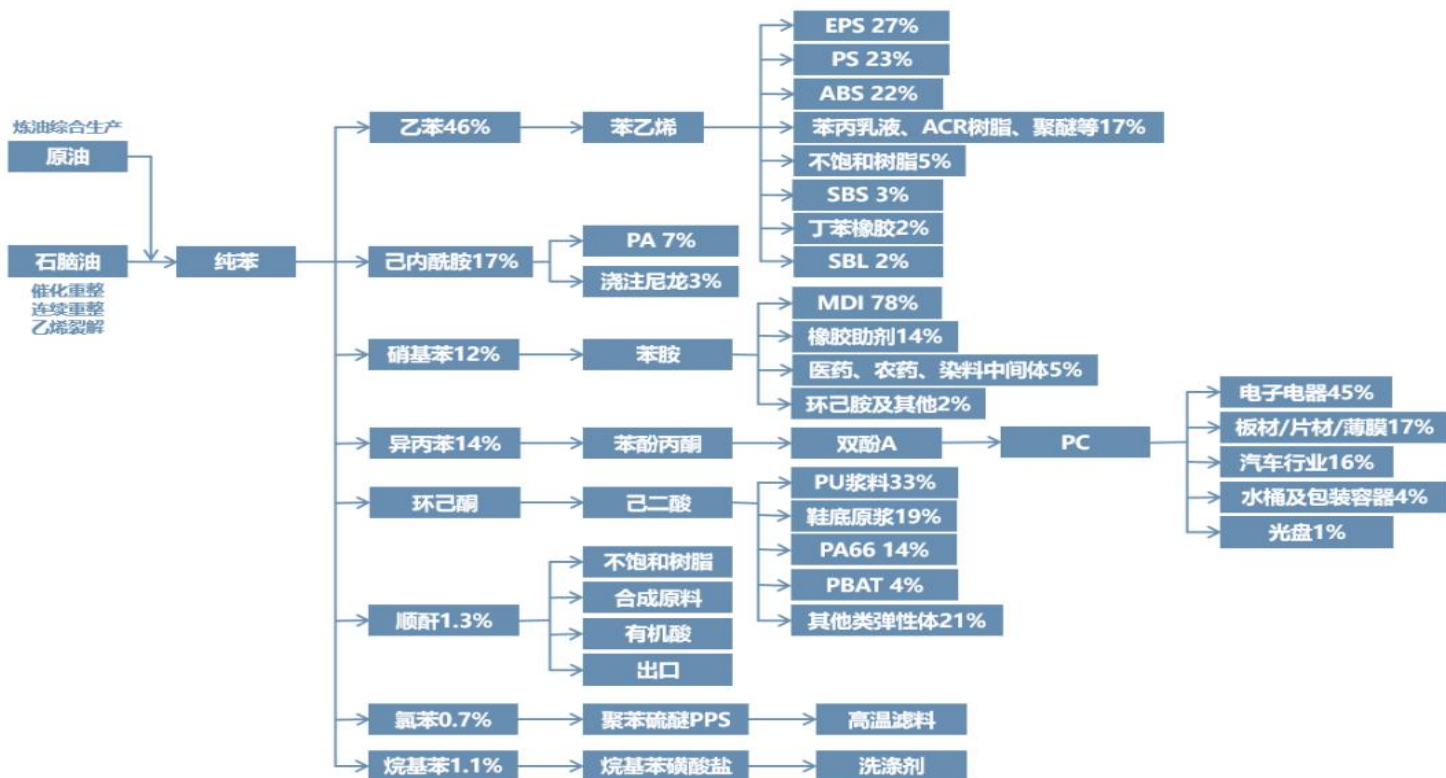 炼油综合生产
原油
石脑油
催化重整
连续重整
乙烯裂解
纯苯
乙苯46%
苯乙烯
EPS 27%
PS 23%
ABS 22%
苯丙乳液、ACR树脂、聚醚等17%
不饱和树脂5%
SBS 3%
丁苯橡胶2%
SBL 2%
己内酰胺17%
PA 7%
浇注尼龙3%
硝基苯12%
苯胺
MDI 78%
橡胶助剂14%
医药、农药、染料中间体5%
环己胺及其他2%
异丙苯14%
苯酚丙酮
双酚A
PC
电子电器45%
板材/片材/薄膜17%
汽车行业16%
水桶及包装容器4%
光盘1%
环己酮
己二酸
PU浆料33%
鞋底原浆19%
PA66 14%
PBAT 4%
其他类弹性体21%
顺酐1.3%
不饱和树脂
合成原料
有机酸
出口
氯苯0.7%
聚苯硫醚PPS
高温滤料
烷基苯1.1%
烷基苯磺酸盐
洗涤剂